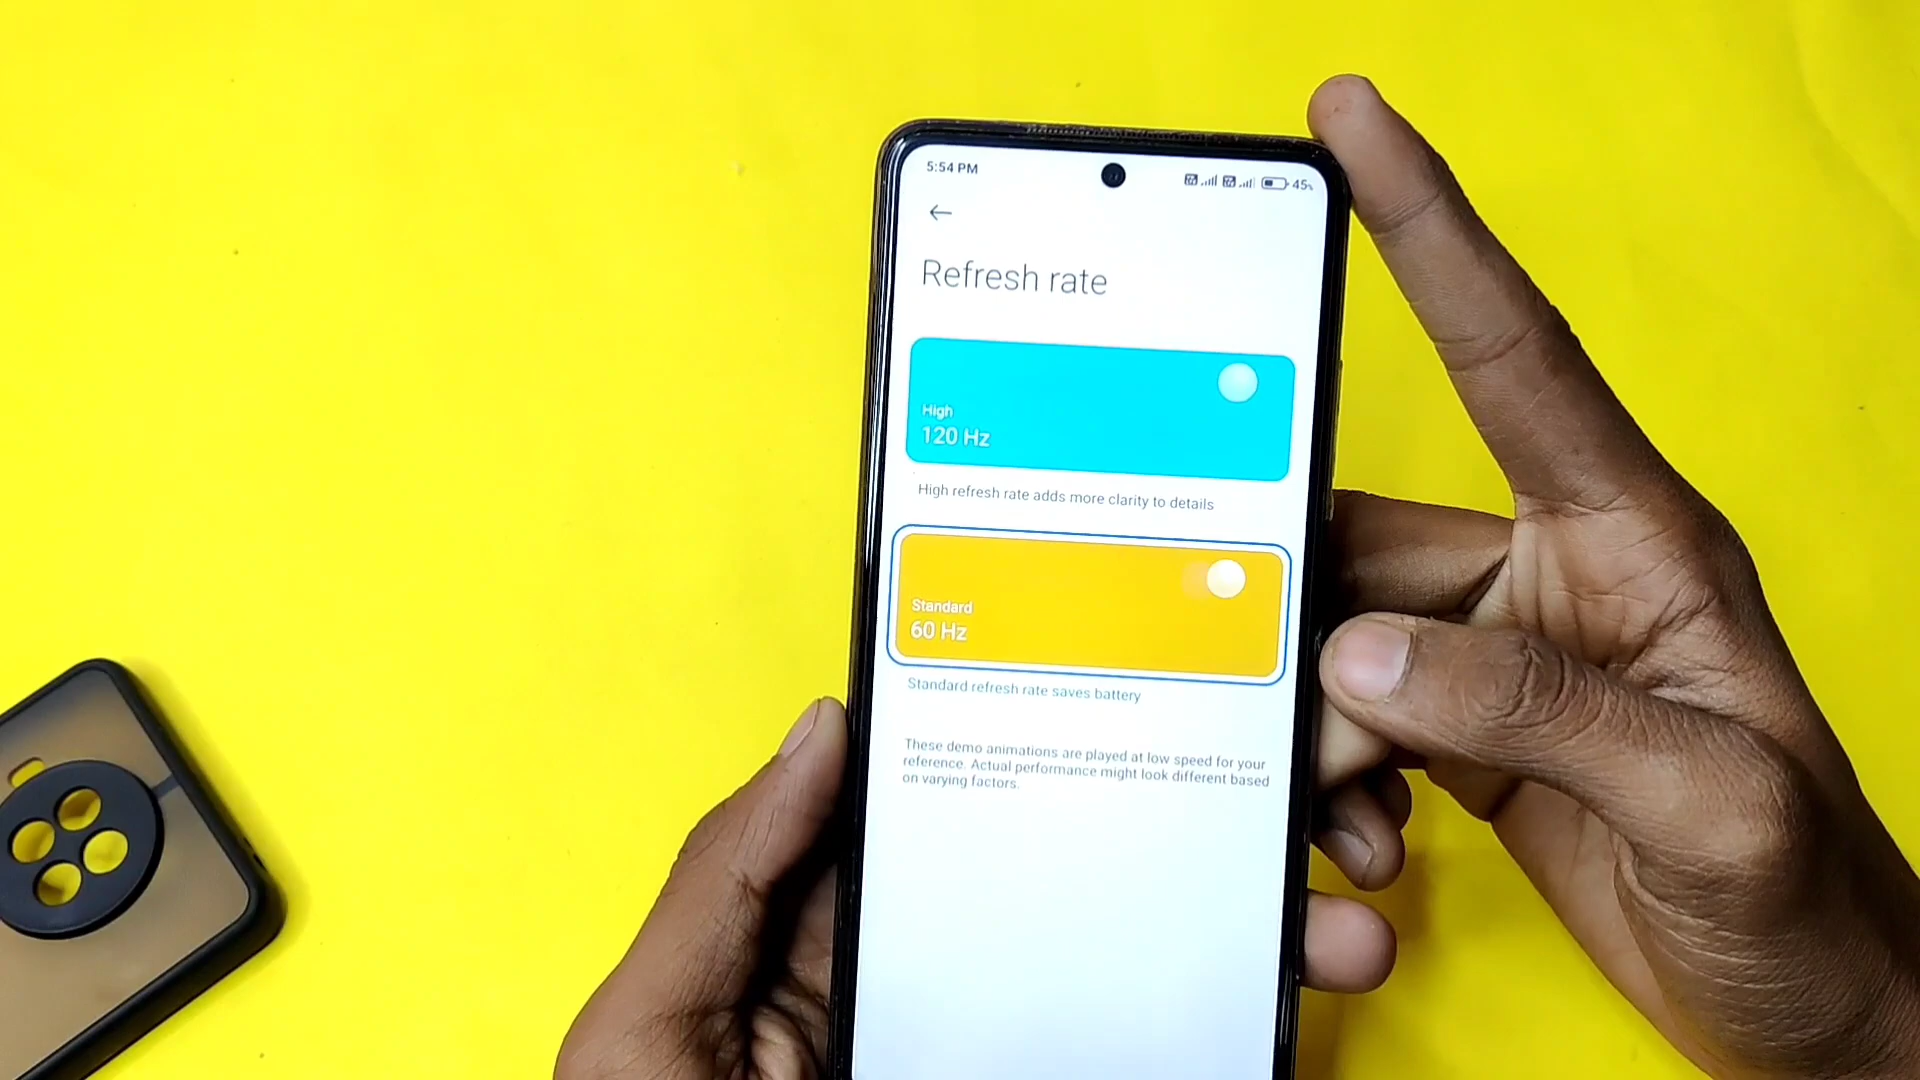 5:54 PM
45%
Refresh rate
High
120 Hz
High refresh rate adds more clarity to details
Standard
60 Hz
Standard refresh rate saves battery
These demo animations are played at low speed for your
reference. Actual performance might look different based
on varying factors.